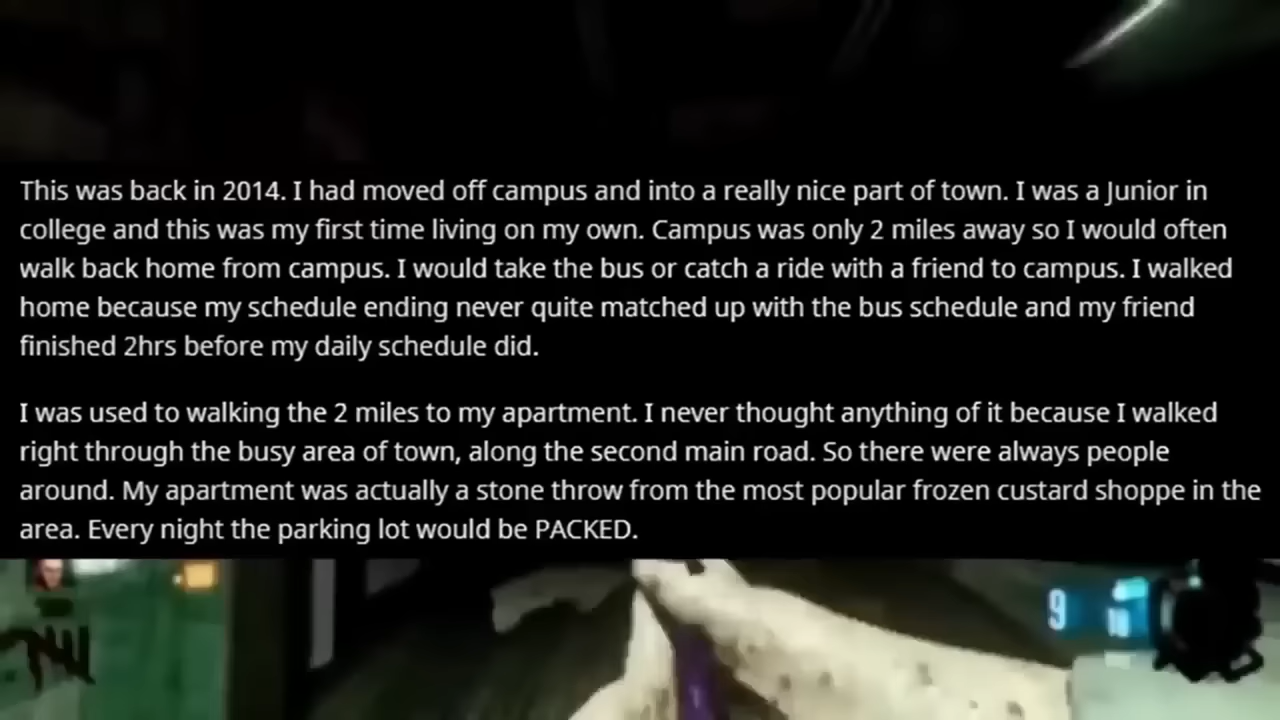 This was back in 2014. I had moved off campus and into a really nice part of town. I was a Junior in
college and this was my first time living on my own. Campus was only 2 miles away so I would often
walk back home from campus. I would take the bus or catch a ride with a friend to campus. I walked
home because my schedule ending never quite matched up with the bus schedule and my friend
finished 2hrs before my daily schedule did.
I was used to walking the 2 miles to my apartment. I never thought anything of it because I walked
right through the busy area of town, along the second main road. So there were always people
around. My apartment was actually a stone throw from the most popular frozen custard shoppe in the
area. Every night the parking lot would be PACKED.
9